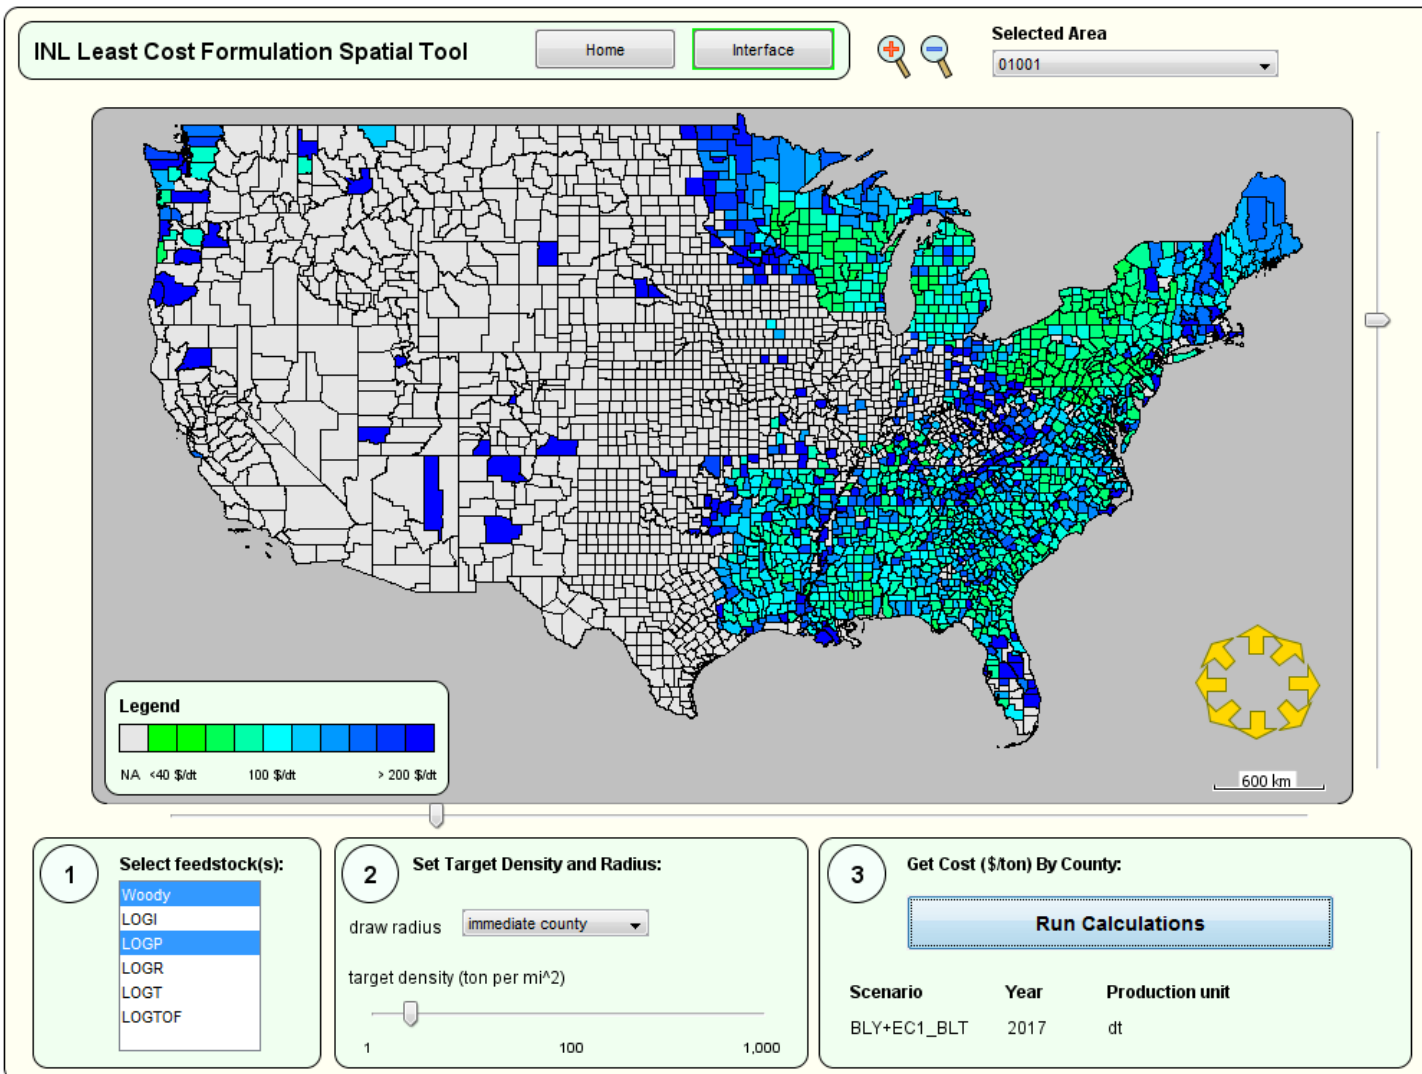 INL Least Cost Formulation Spatial Tool
Home
Interface
Selected Area
01001
Legend
NA <40 $/dt 100 $/dt > 200 $/dt
600 km
1
Select feedstock(s):
Woody
LOGI
LOGP
LOGR
LOGT
LOGTOF
2
Set Target Density and Radius:
draw radius immediate county
target density (ton per mi^2)
1 100 1,000
3
Get Cost ($/ton) By County:
Run Calculations
Scenario Year Production unit
BLY+EC1_BLT 2017 dt